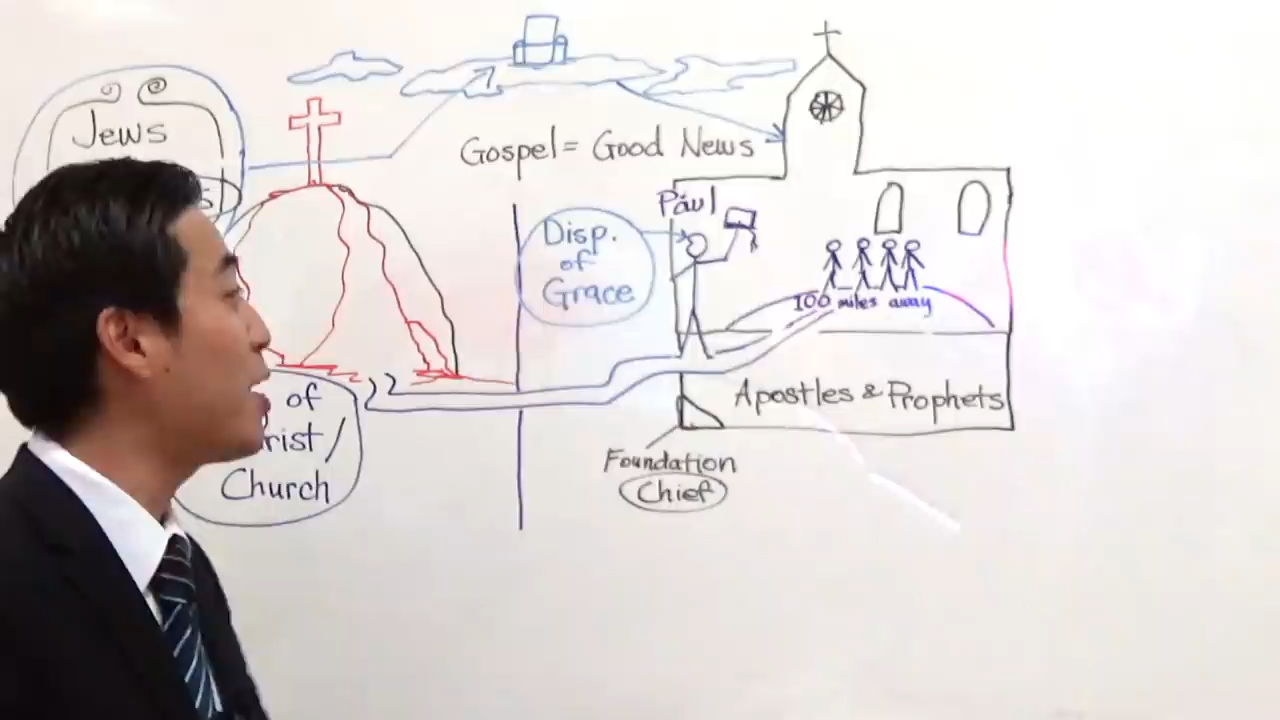 Jews
Gospel = Good News
Paul
Disp.
of
Grace
100 miles away
Apostles & Prophets
of
/
Church
Foundation
Chief